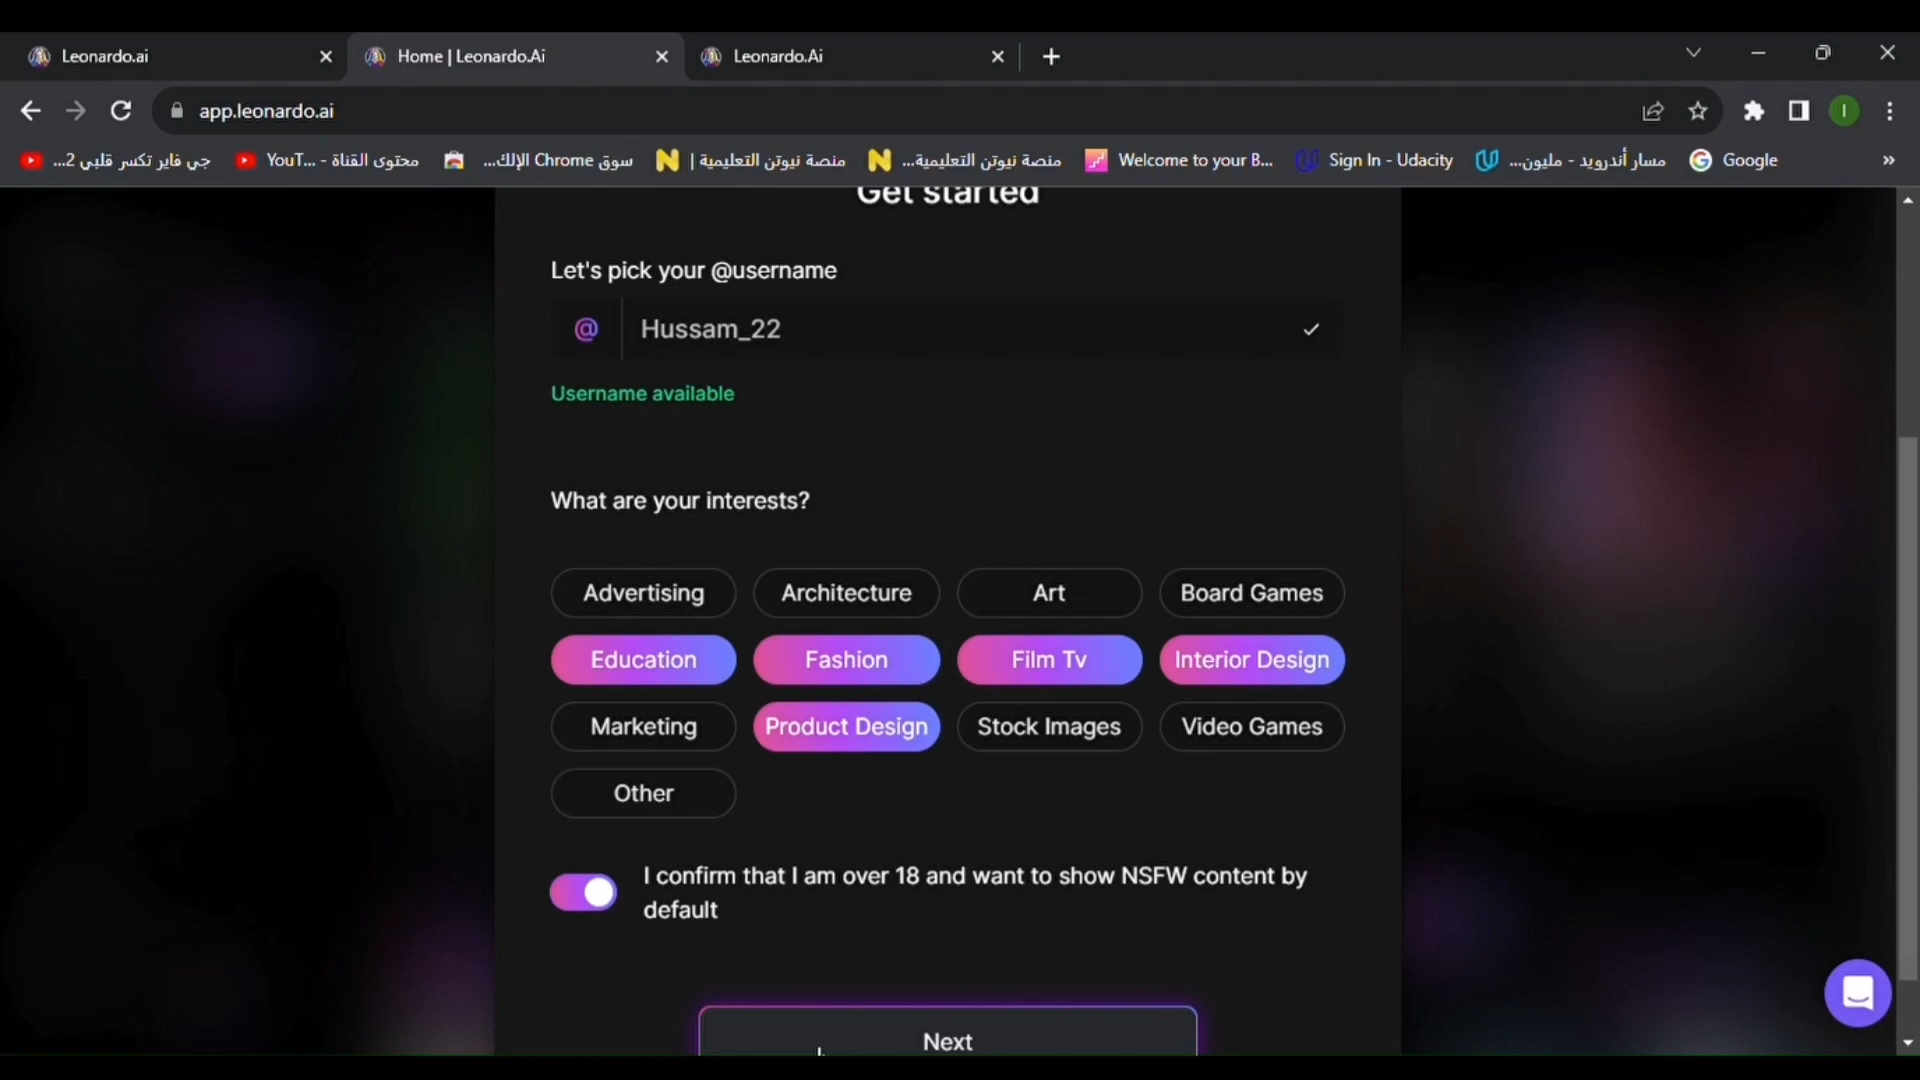 Leonardo.ai
Home | Leonardo.Ai
Leonardo.Ai
app.leonardo.ai
I
جي فاير تكسر قلبي 2...
محتوى القناة - YouT...
سوق Chrome الإلك...
منصة نيوتن التعليمية |
منصة نيوتن التعليمية...
Welcome to your B...
Sign In - Udacity
مسار أندرويد - مليون...
Google
»
Get started
Let's pick your @username
@ Hussam_22
Username available
What are your interests?
Advertising Architecture Art Board Games
Education Fashion Film Tv Interior Design
Marketing Product Design Stock Images Video Games
Other
I confirm that I am over 18 and want to show NSFW content by
default
Next